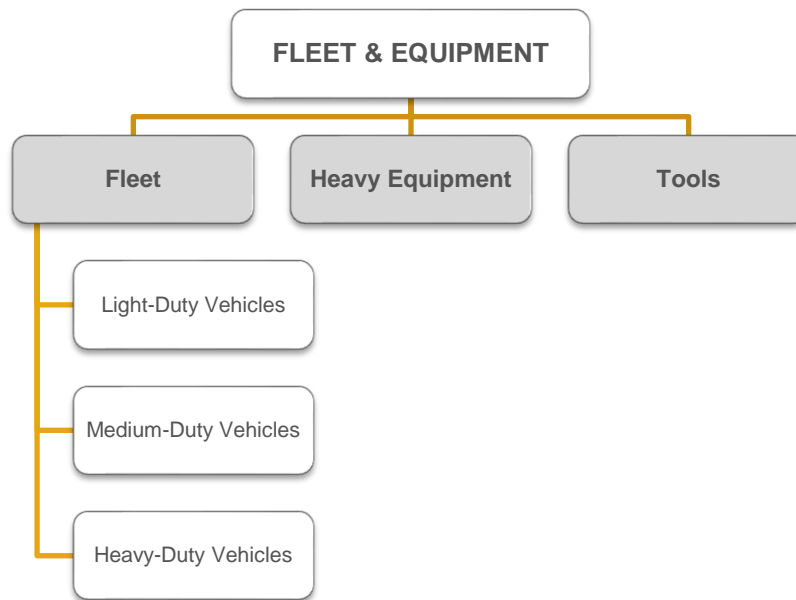 FLEET & EQUIPMENT
Fleet
Heavy Equipment
Tools
Light-Duty Vehicles
Medium-Duty Vehicles
Heavy-Duty Vehicles